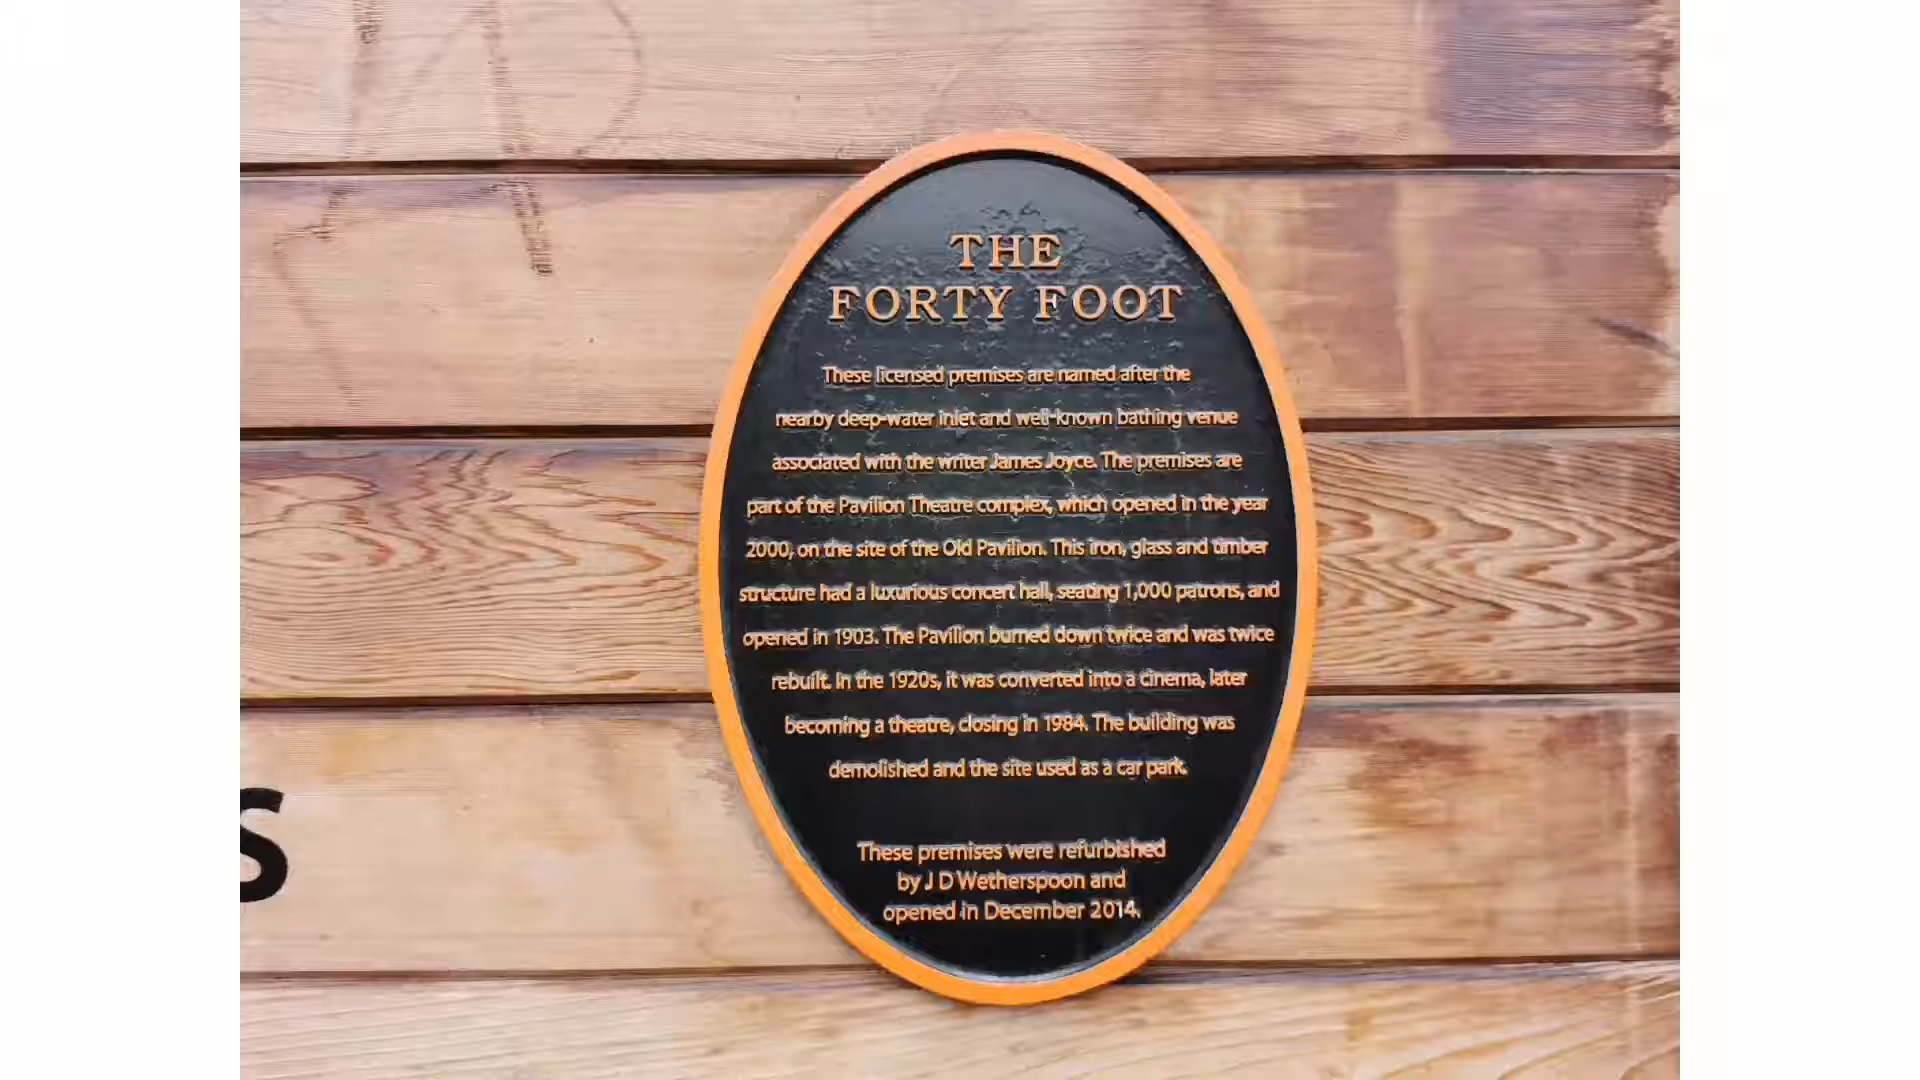 THE
FORTY FOOT
These licensed premises are named after the
nearby deep-water inlet and well-known bathing venue
associated with the writer James Joyce. The premises are
part of the Pavilion Theatre complex, which opened in the year
2000, on the site of the Old Pavilion. This iron, glass and timber
structure had a luxurious concert hall, seating 1,000 patrons, and
opened in 1903. The Pavilion burned down twice and was twice
rebuilt. In the 1920s, it was converted into a cinema, later
becoming a theatre, closing in 1984. The building was
demolished and the site used as a car park.
These premises were refurbished
by J D Wetherspoon and
opened in December 2014.
S